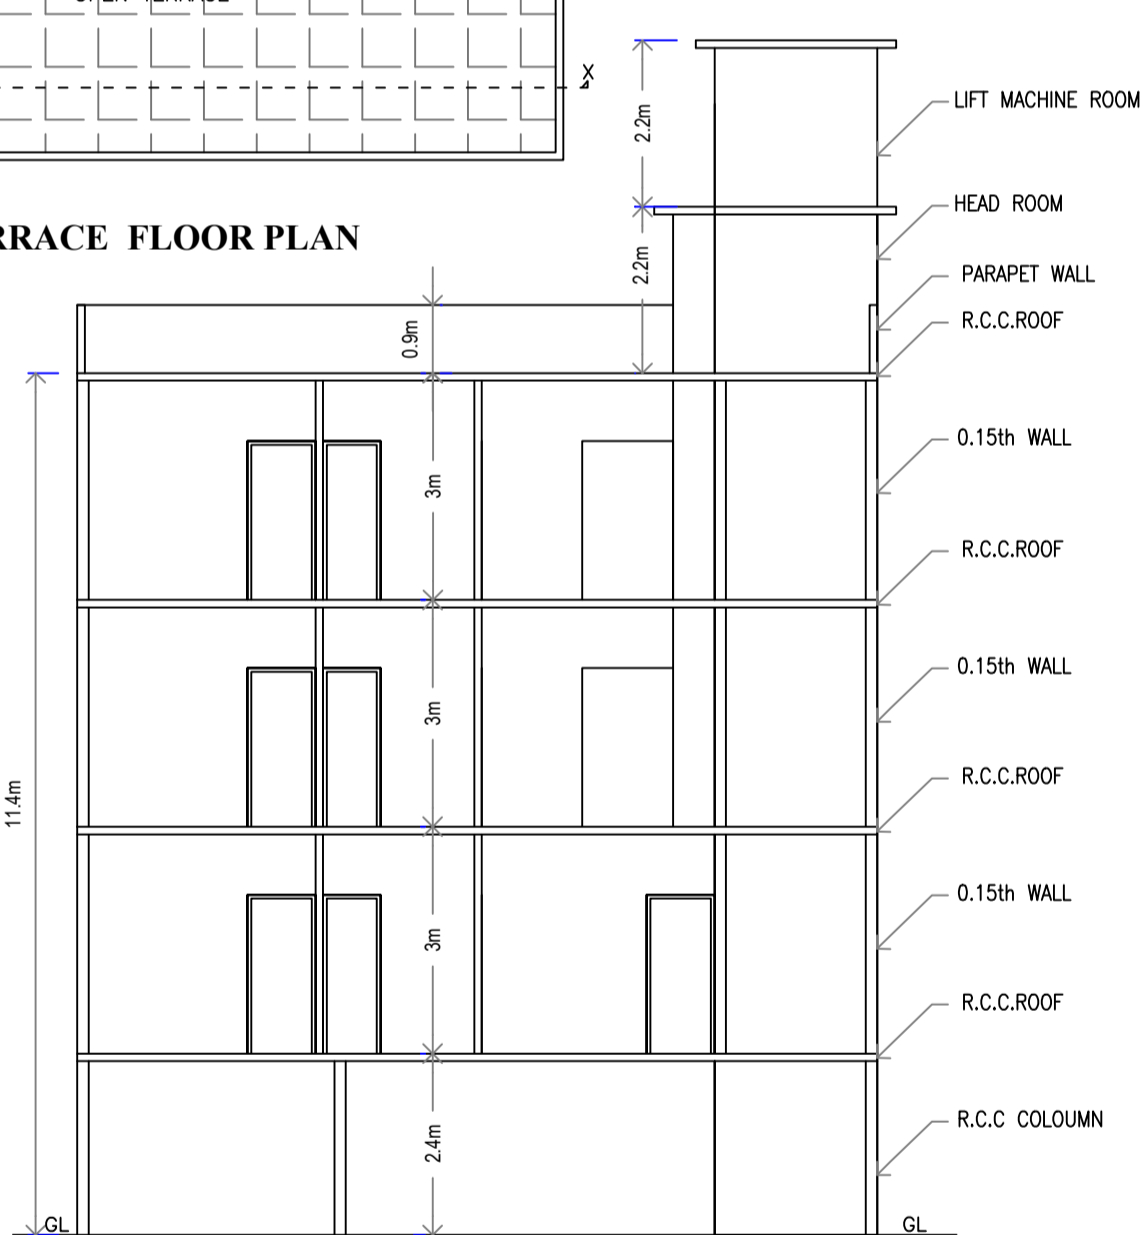 X
LIFT MACHINE ROOM
2.2m
HEAD ROOM
RRACE FLOOR PLAN
2.2m
PARAPET WALL
R.C.C.ROOF
0.9m
0.15th WALL
3m
R.C.C.ROOF
0.15th WALL
3m
R.C.C.ROOF
11.4m
0.15th WALL
3m
R.C.C.ROOF
R.C.C COLOUMN
2.4m
GL
GL